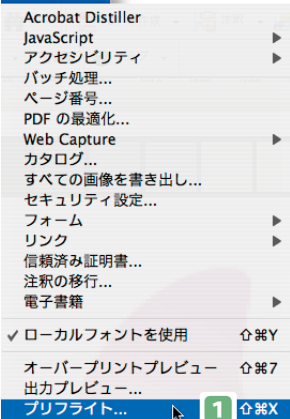 Acrobat Distiller
JavaScript
アクセシビリティ
バッチ処理...
ページ番号...
PDF の最適化...
Web Capture
カタログ...
すべての画像を書き出し...
セキュリティ設定...
フォーム
リンク
信頼済み証明書...
注釈の移行...
電子書籍
✓ ローカルフォントを使用 ⇧⌘Y
オーバープリントプレビュー ⇧⌘7
出力プレビュー...
プリフライト... 1 ⇧⌘X